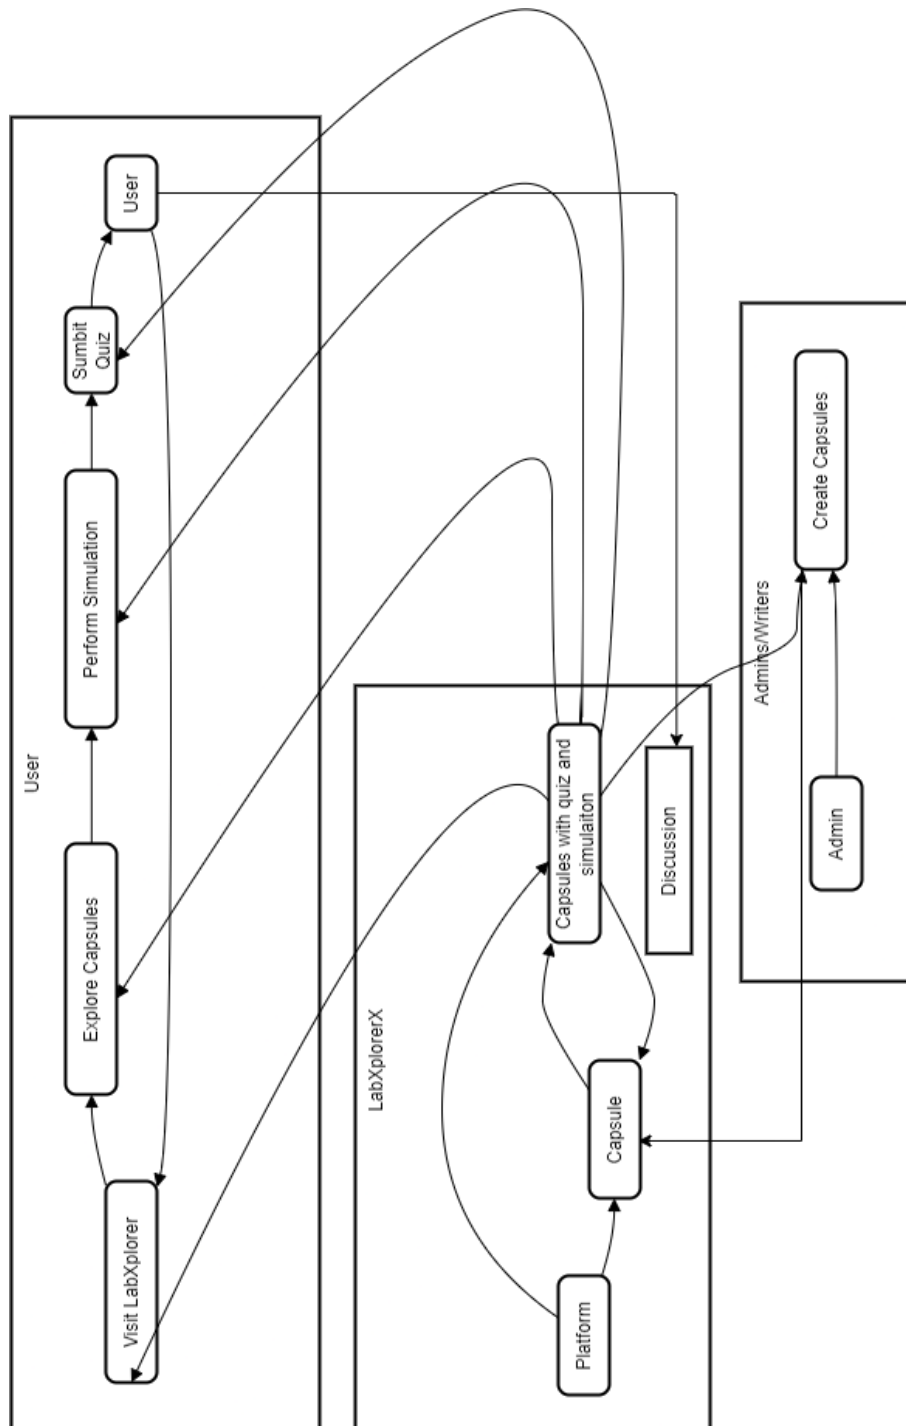 User
User
Sumbit
Quiz
Perform Simulation
Explore Capsules
Visit LabXplorer
LabXplorerX
Capsules with quiz and
simulaiton
Discussion
Capsule
Platform
Admins/Writers
Create Capsules
Admin